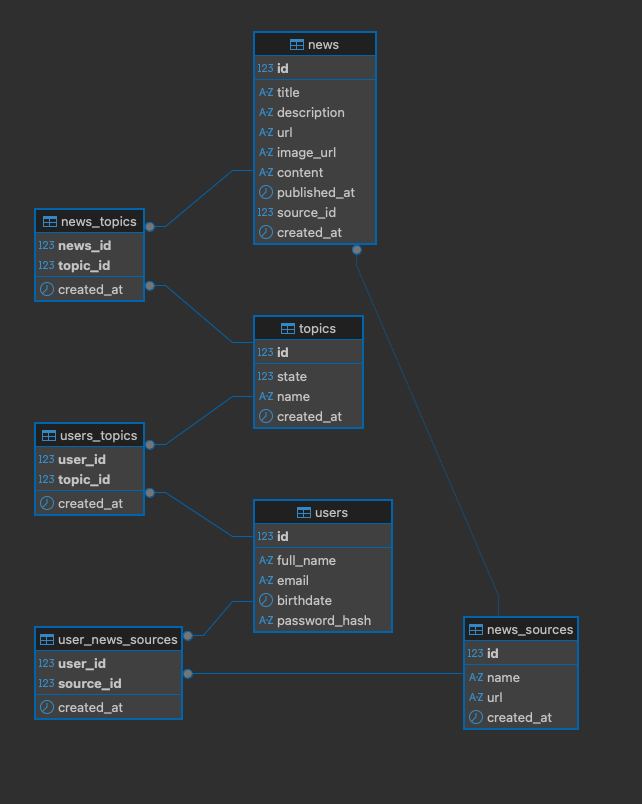 news
123 id
A-Z title
A-Z description
A-Z url
A-Z image_url
A-Z content
published_at
123 source_id
created_at
news_topics
123 news_id
123 topic_id
created_at
topics
123 id
123 state
A-Z name
created_at
users_topics
123 user_id
123 topic_id
created_at
users
123 id
A-Z full_name
A-Z email
birthdate
A-Z password_hash
user_news_sources
123 user_id
123 source_id
created_at
news_sources
123 id
A-Z name
A-Z url
created_at